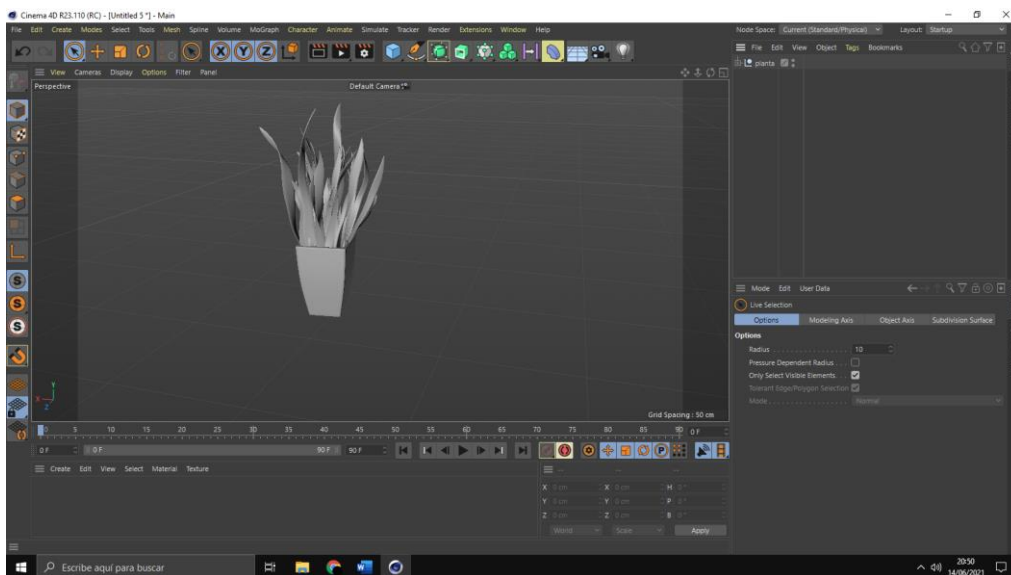 Cinema 4D R23.110 (RC) - [Untitled 5 *] - Main
File Edit Create Modes Select Tools Mesh Spline Volume MoGraph Character Animate Simulate Tracker Render Extensions Window Help
Node Space: Current (Standard/Physical) Layout: Startup
X Y Z
File Edit View Object Tags Bookmarks
View Cameras Display Options Filter Panel
planta
Perspective
Default Camera
S
S
S
Y
X
Z
Grid Spacing : 50 cm
Mode Edit User Data
Live Selection
Options Modeling Axis Object Axis Subdivision Surface
Options
Radius 10
Pressure Dependent Radius
Only Select Visible Elements
Tolerant Edge/Polygon Selection
Mode Normal
0 5 10 15 20 25 30 35 40 45 50 55 60 65 70 75 80 85 90 0 F
0 F 0 F 90 F 90 F P
Create Edit View Select Material Texture
-- -- --
X 0 cm X 0 cm H 0°
Y 0 cm Y 0 cm P 0°
Z 0 cm Z 0 cm B 0°
World Scale Apply
Escribe aquí para buscar
W
20:50
14/06/2021